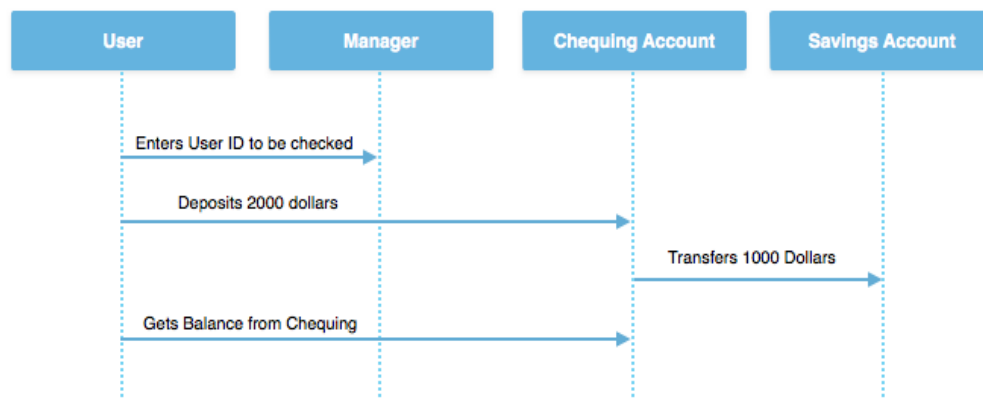 User
Manager
Chequing Account
Savings Account
Enters User ID to be checked
Deposits 2000 dollars
Transfers 1000 Dollars
Gets Balance from Chequing